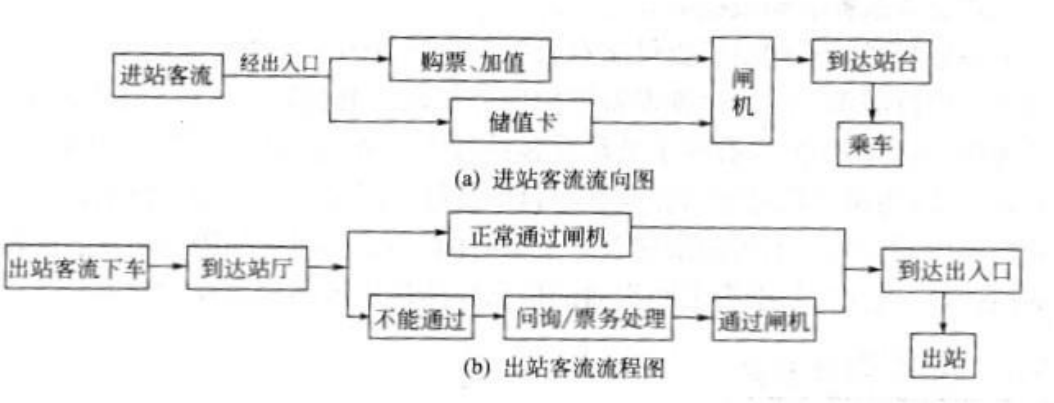 进站客流
经出入口
购票、加值
储值卡
闸
机
到达站台
乘车
(a) 进站客流流向图
出站客流下车
到达站厅
正常通过闸机
不能通过
问询/票务处理
通过闸机
到达出入口
出站
(b) 出站客流流程图